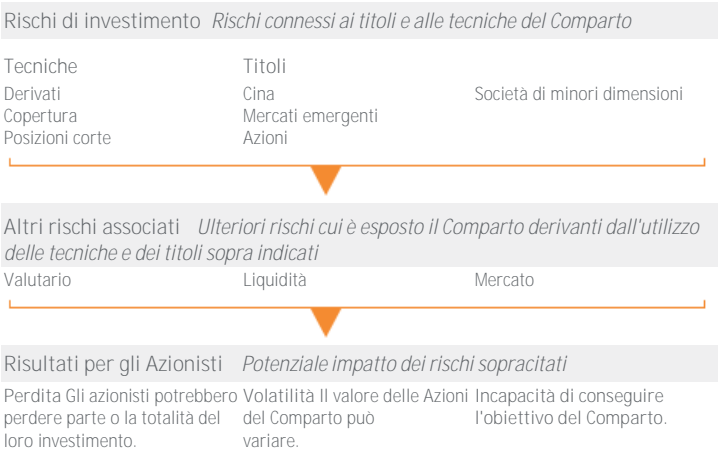 Rischi di investimento Rischi connessi ai titoli e alle tecniche del Comparto
Tecniche
Derivati
Copertura
Posizioni corte
Titoli
Cina
Mercati emergenti
Azioni
Società di minori dimensioni
Altri rischi associati Ulteriori rischi cui è esposto il Comparto derivanti dall'utilizzo
delle tecniche e dei titoli sopra indicati
Valutario
Liquidità
Mercato
Risultati per gli Azionisti Potenziale impatto dei rischi sopracitati
Perdita Gli azionisti potrebbero
perdere parte o la totalità del
loro investimento.
Volatilità Il valore delle Azioni
del Comparto può
variare.
Incapacità di conseguire
l'obiettivo del Comparto.